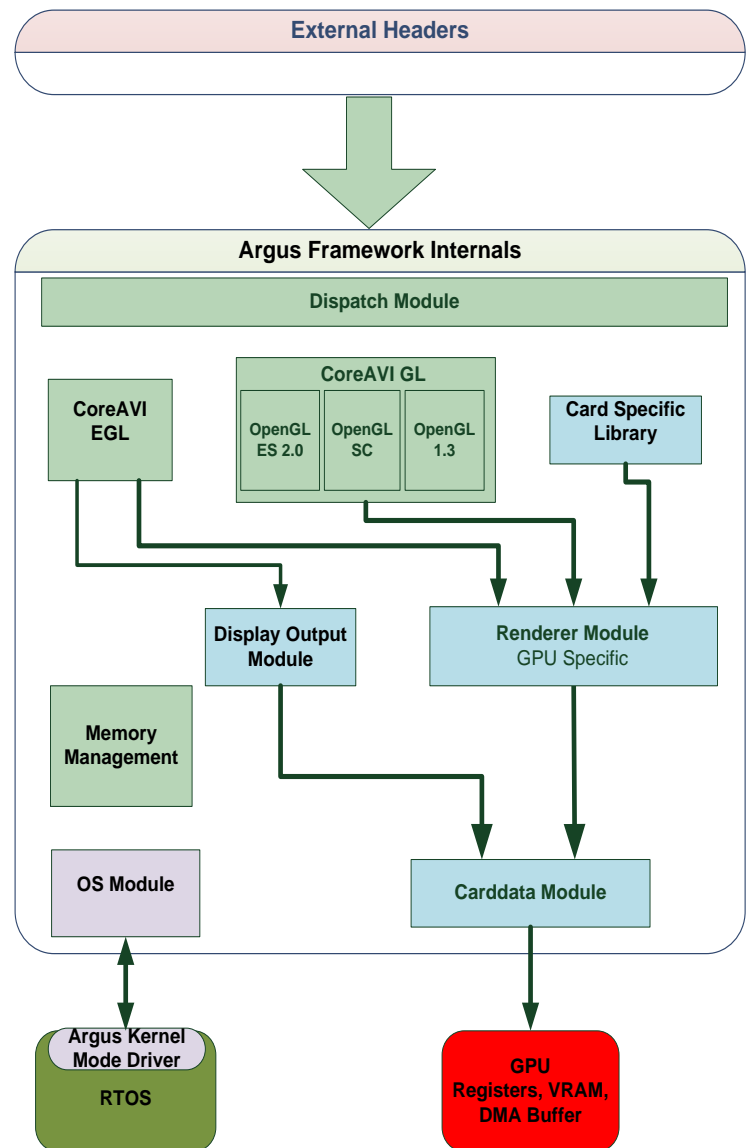 External Headers
Argus Framework Internals
Dispatch Module
CoreAVI
EGL
CoreAVI GL
OpenGL
ES 2.0
OpenGL
SC
OpenGL
1.3
Card Specific
Library
Display Output
Module
Renderer Module
GPU Specific
Memory
Management
OS Module
Carddata Module
Argus Kernel
Mode Driver
RTOS
GPU
Registers, VRAM,
DMA Buffer